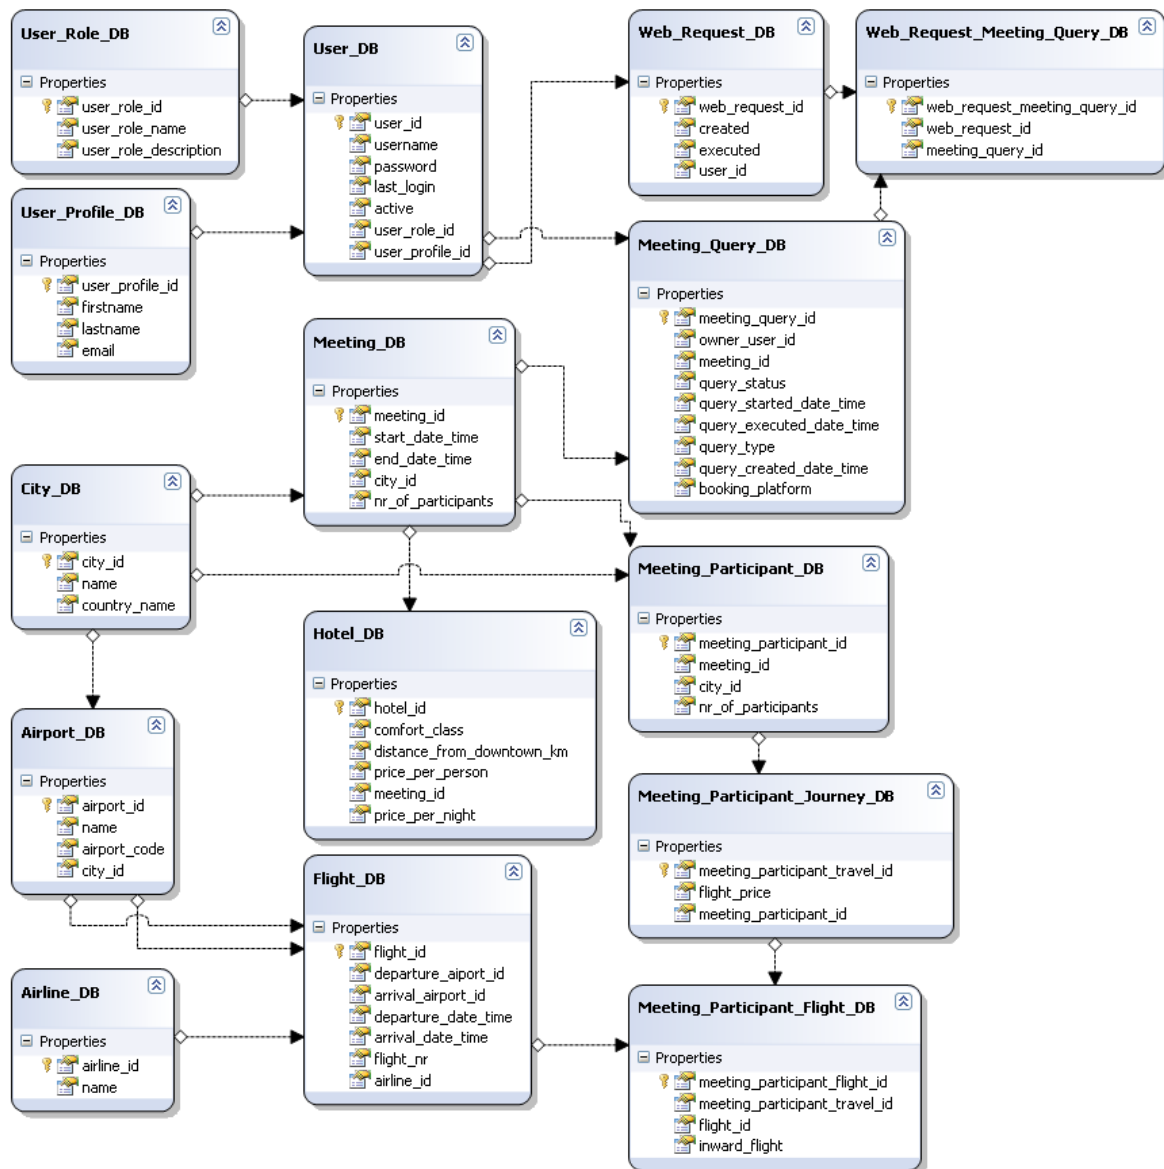 User_Role_DB
Properties
user_role_id
user_role_name
user_role_description
User_DB
Properties
user_id
username
password
last_login
active
user_role_id
user_profile_id
Web_Request_DB
Properties
web_request_id
created
executed
user_id
Web_Request_Meeting_Query_DB
Properties
web_request_meeting_query_id
web_request_id
meeting_query_id
User_Profile_DB
Properties
user_profile_id
firstname
lastname
email
Meeting_Query_DB
Properties
meeting_query_id
owner_user_id
meeting_id
query_status
query_started_date_time
query_executed_date_time
query_type
query_created_date_time
booking_platform
Meeting_DB
Properties
meeting_id
start_date_time
end_date_time
city_id
nr_of_participants
City_DB
Properties
city_id
name
country_name
Meeting_Participant_DB
Properties
meeting_participant_id
meeting_id
city_id
nr_of_participants
Hotel_DB
Properties
hotel_id
comfort_class
distance_from_downtown_km
price_per_person
meeting_id
price_per_night
Airport_DB
Properties
airport_id
name
airport_code
city_id
Meeting_Participant_Journey_DB
Properties
meeting_participant_travel_id
flight_price
meeting_participant_id
Flight_DB
Properties
flight_id
departure_aiport_id
arrival_airport_id
departure_date_time
arrival_date_time
flight_nr
airline_id
Airline_DB
Properties
airline_id
name
Meeting_Participant_Flight_DB
Properties
meeting_participant_flight_id
meeting_participant_travel_id
flight_id
inward_flight